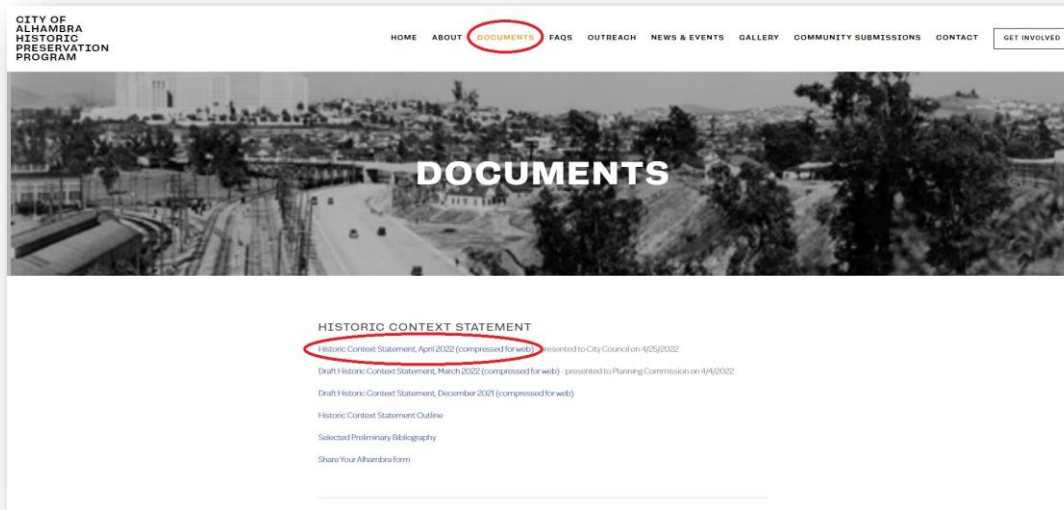 CITY OF
ALHAMBRA
HISTORIC
PRESERVATION
PROGRAM
HOME ABOUT DOCUMENTS FAQS OUTREACH NEWS & EVENTS GALLERY COMMUNITY SUBMISSIONS CONTACT GET INVOLVED
DOCUMENTS
HISTORIC CONTEXT STATEMENT
Historic Context Statement, April 2022 (compressed for web) - presented to City Council on 4/25/2022
Draft Historic Context Statement, March 2022 (compressed for web) - presented to Planning Commission on 4/4/2022
Draft Historic Context Statement, December 2021 (compressed for web)
Historic Context Statement Outline
Selected Preliminary Bibliography
Share Your Alhambra form